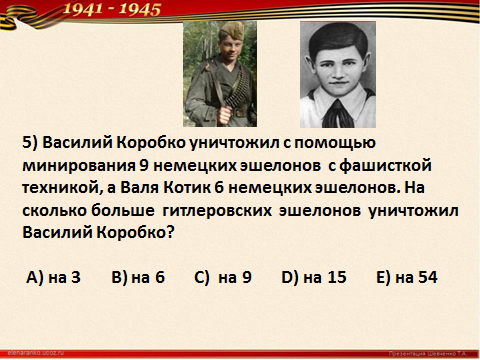 1941 - 1945
5) Василий Коробко уничтожил с помощью
минирования 9 немецких эшелонов с фашисткой
техникой, а Валя Котик 6 немецких эшелонов. На
сколько больше гитлеровских эшелонов уничтожил
Василий Коробко?
А) на 3 В) на 6 С) на 9 D) на 15 Е) на 54
elenaranko.ucoz.ru
Презентация Шевченко Т.А.